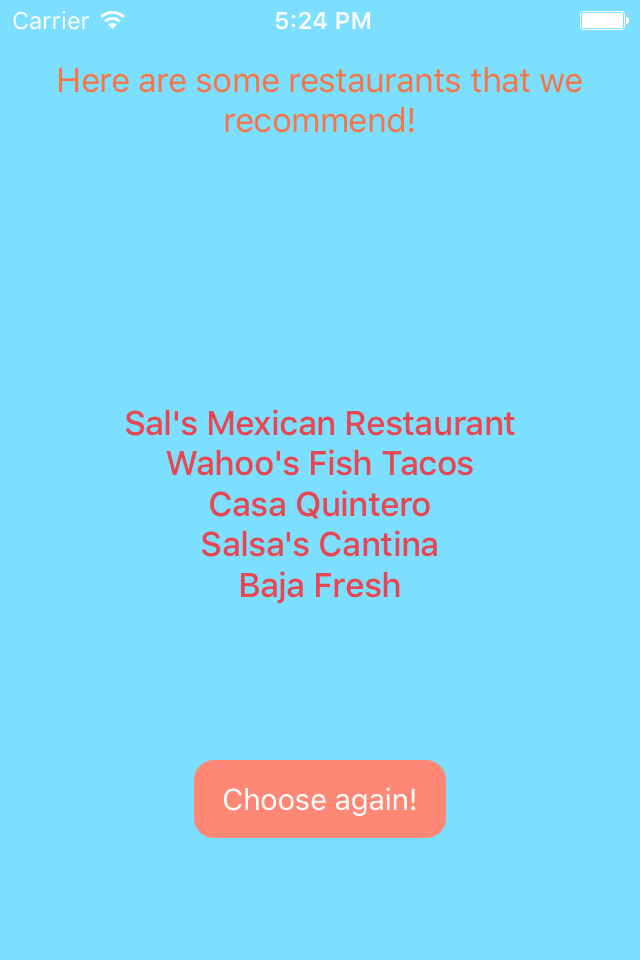 Carrier 5:24 PM
Here are some restaurants that we
recommend!
Sal's Mexican Restaurant
Wahoo's Fish Tacos
Casa Quintero
Salsa's Cantina
Baja Fresh
Choose again!